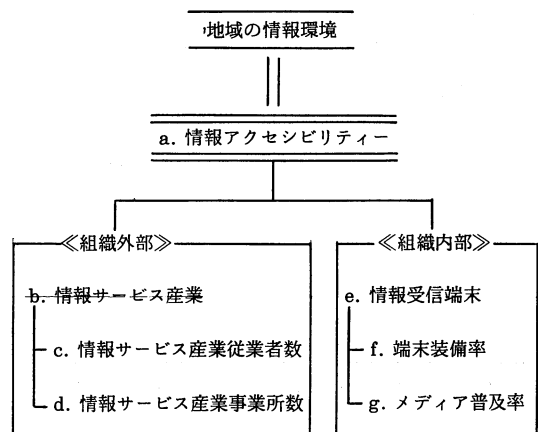 地域の情報環境
a. 情報アクセシビリティー
≪組織外部≫
b. 情報サービス産業
c. 情報サービス産業従業者数
d. 情報サービス産業事業所数
≪組織内部≫
e. 情報受信端末
f. 端末装備率
g. メディア普及率